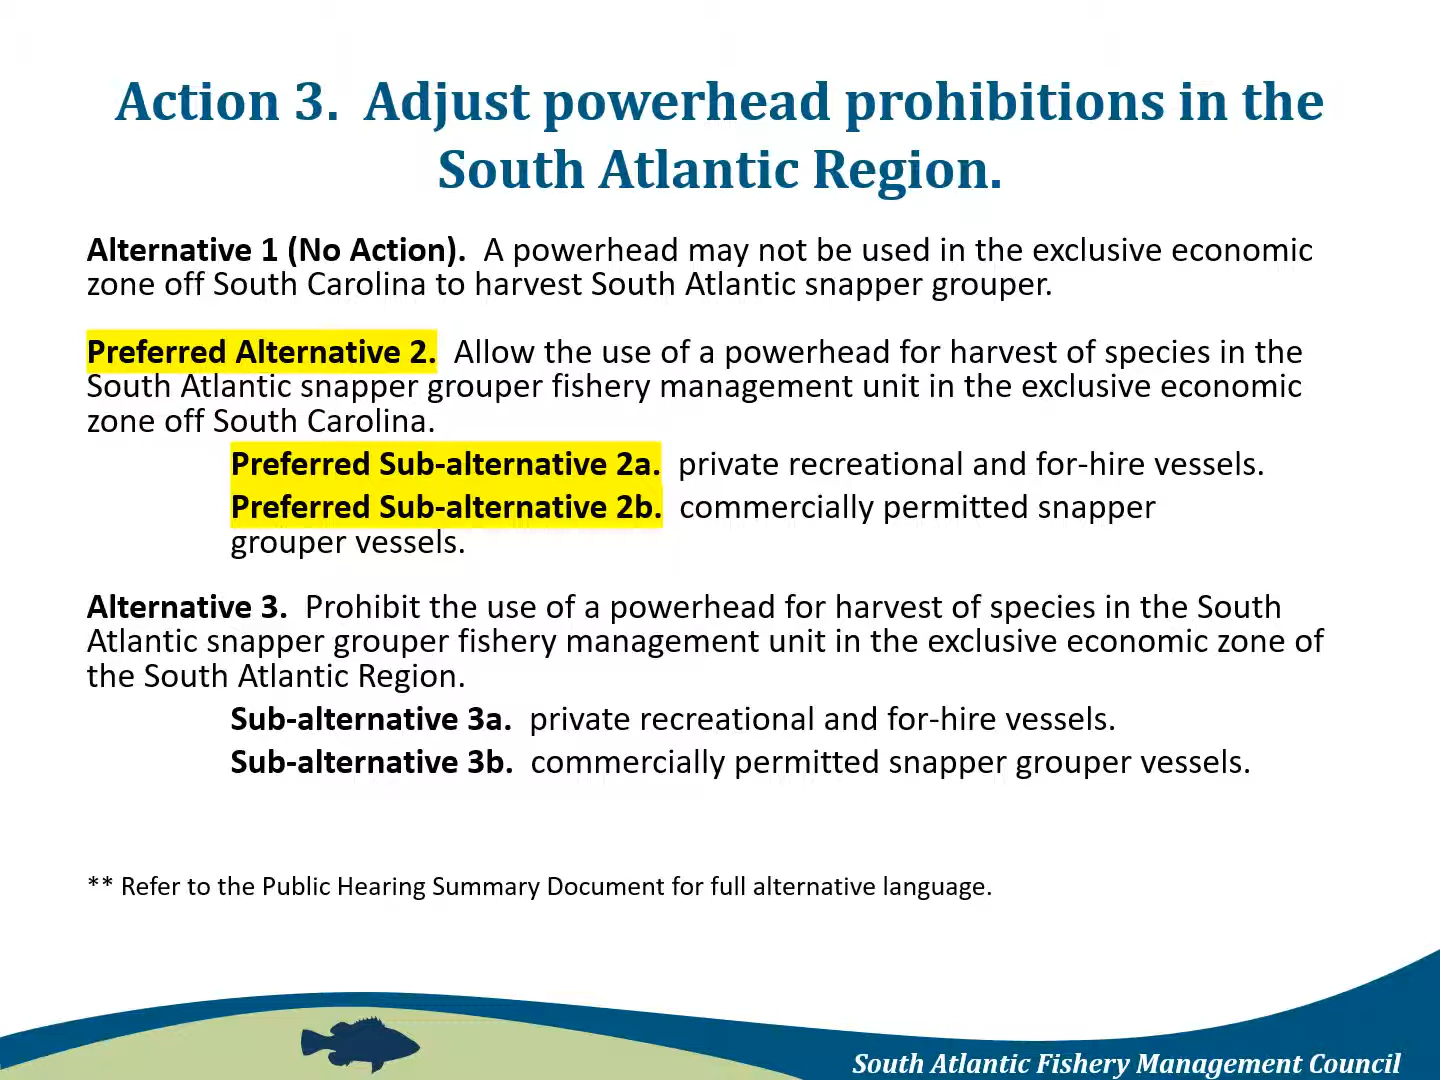 Action 3.  Adjust powerhead prohibitions in the
South Atlantic Region.
Alternative 1 (No Action).  A powerhead may not be used in the exclusive economic
zone off South Carolina to harvest South Atlantic snapper grouper.
Preferred Alternative 2.  Allow the use of a powerhead for harvest of species in the
South Atlantic snapper grouper fishery management unit in the exclusive economic
zone off South Carolina.
Preferred Sub-alternative 2a.  private recreational and for-hire vessels.
Preferred Sub-alternative 2b.  commercially permitted snapper
grouper vessels.
Alternative 3.  Prohibit the use of a powerhead for harvest of species in the South
Atlantic snapper grouper fishery management unit in the exclusive economic zone of
the South Atlantic Region.
Sub-alternative 3a.  private recreational and for-hire vessels.
Sub-alternative 3b.  commercially permitted snapper grouper vessels.
** Refer to the Public Hearing Summary Document for full alternative language.
South Atlantic Fishery Management Council